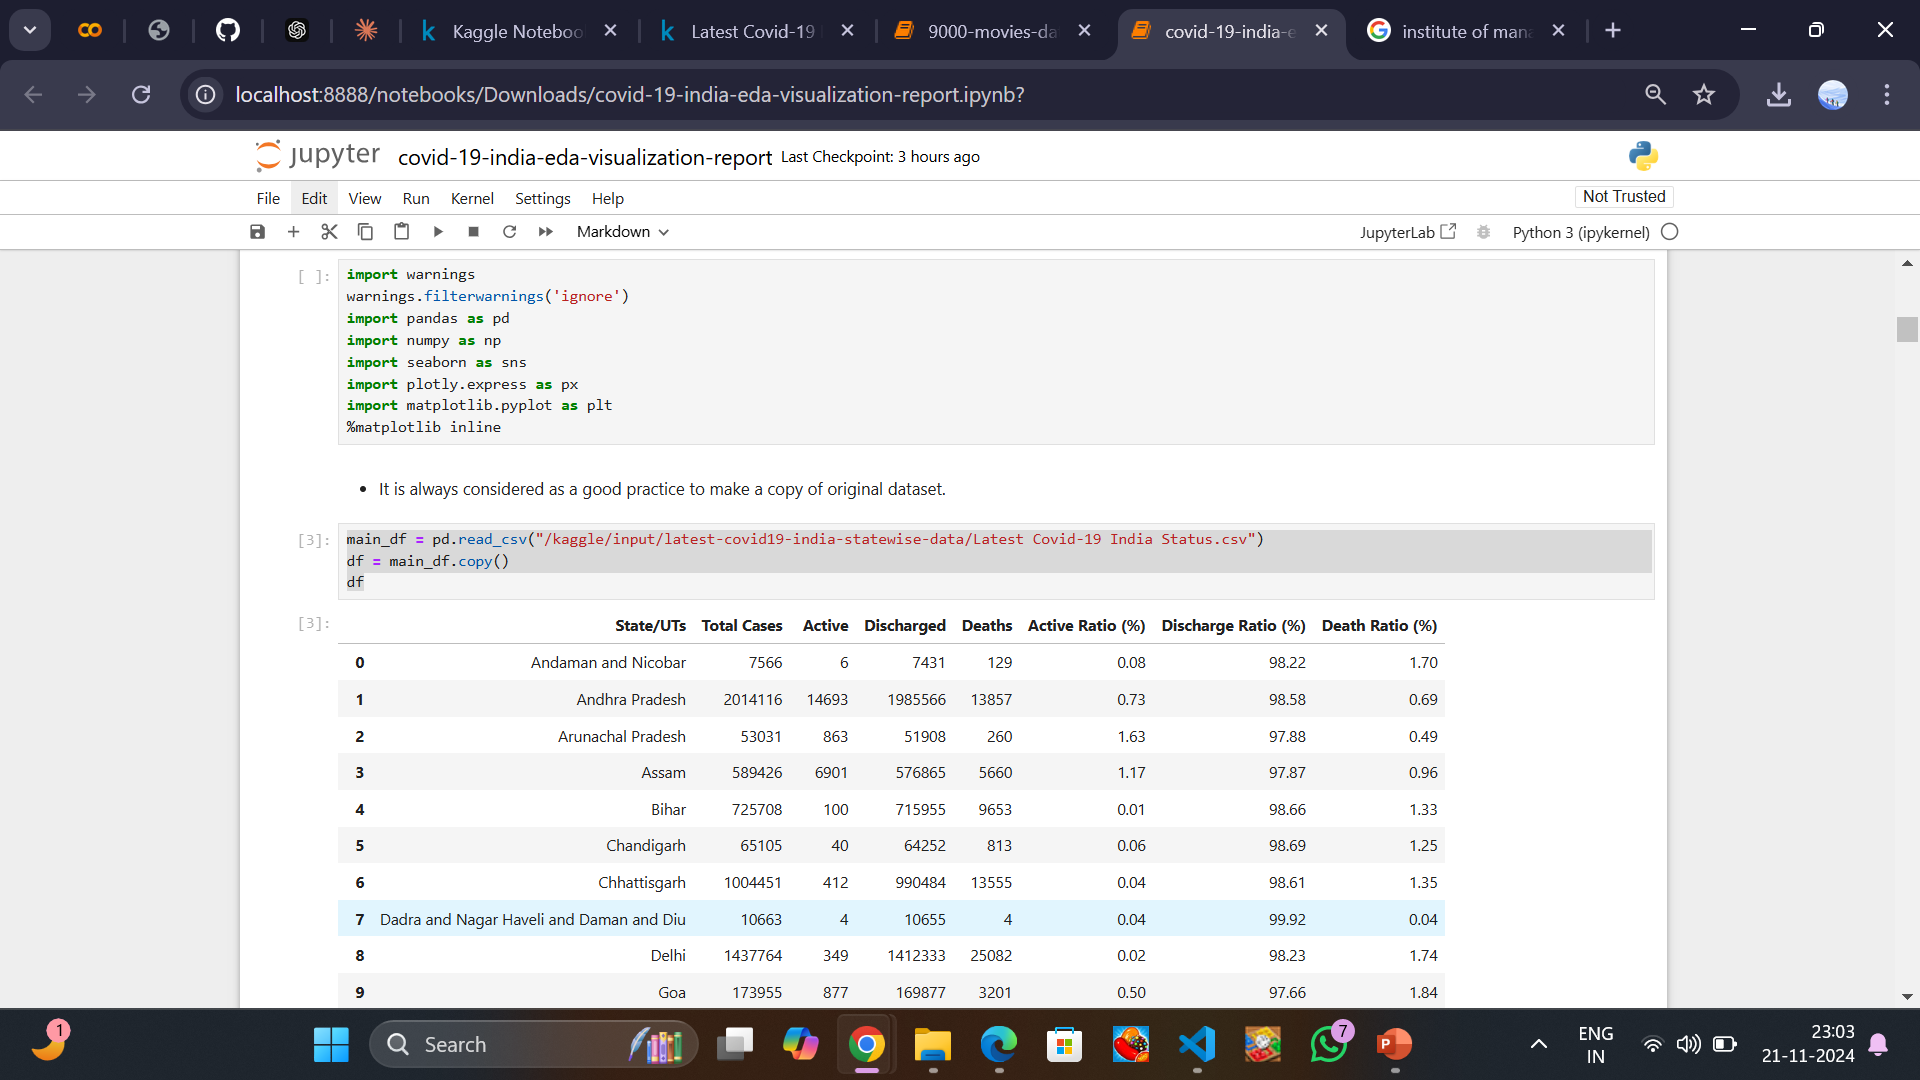 Kaggle Noteboo
Latest Covid-19
9000-movies-da
covid-19-india-e
institute of mana
localhost:8888/notebooks/Downloads/covid-19-india-eda-visualization-report.ipynb?
jupyter covid-19-india-eda-visualization-report Last Checkpoint: 3 hours ago
File Edit View Run Kernel Settings Help Not Trusted
Markdown JupyterLab Python 3 (ipykernel)
[ ]: import warnings
warnings.filterwarnings('ignore')
import pandas as pd
import numpy as np
import seaborn as sns
import plotly.express as px
import matplotlib.pyplot as plt
%matplotlib inline
• It is always considered as a good practice to make a copy of original dataset.
[3]: main_df = pd.read_csv("/kaggle/input/latest-covid19-india-statewise-data/Latest Covid-19 India Status.csv")
df = main_df.copy()
df
[3]: State/UTs Total Cases Active Discharged Deaths Active Ratio (%) Discharge Ratio (%) Death Ratio (%)
0 Andaman and Nicobar 7566 6 7431 129 0.08 98.22 1.70
1 Andhra Pradesh 2014116 14693 1985566 13857 0.73 98.58 0.69
2 Arunachal Pradesh 53031 863 51908 260 1.63 97.88 0.49
3 Assam 589426 6901 576865 5660 1.17 97.87 0.96
4 Bihar 725708 100 715955 9653 0.01 98.66 1.33
5 Chandigarh 65105 40 64252 813 0.06 98.69 1.25
6 Chhattisgarh 1004451 412 990484 13555 0.04 98.61 1.35
7 Dadra and Nagar Haveli and Daman and Diu 10663 4 10655 4 0.04 99.92 0.04
8 Delhi 1437764 349 1412333 25082 0.02 98.23 1.74
9 Goa 173955 877 169877 3201 0.50 97.66 1.84
1
Search
7
ENG
IN
23:03
21-11-2024